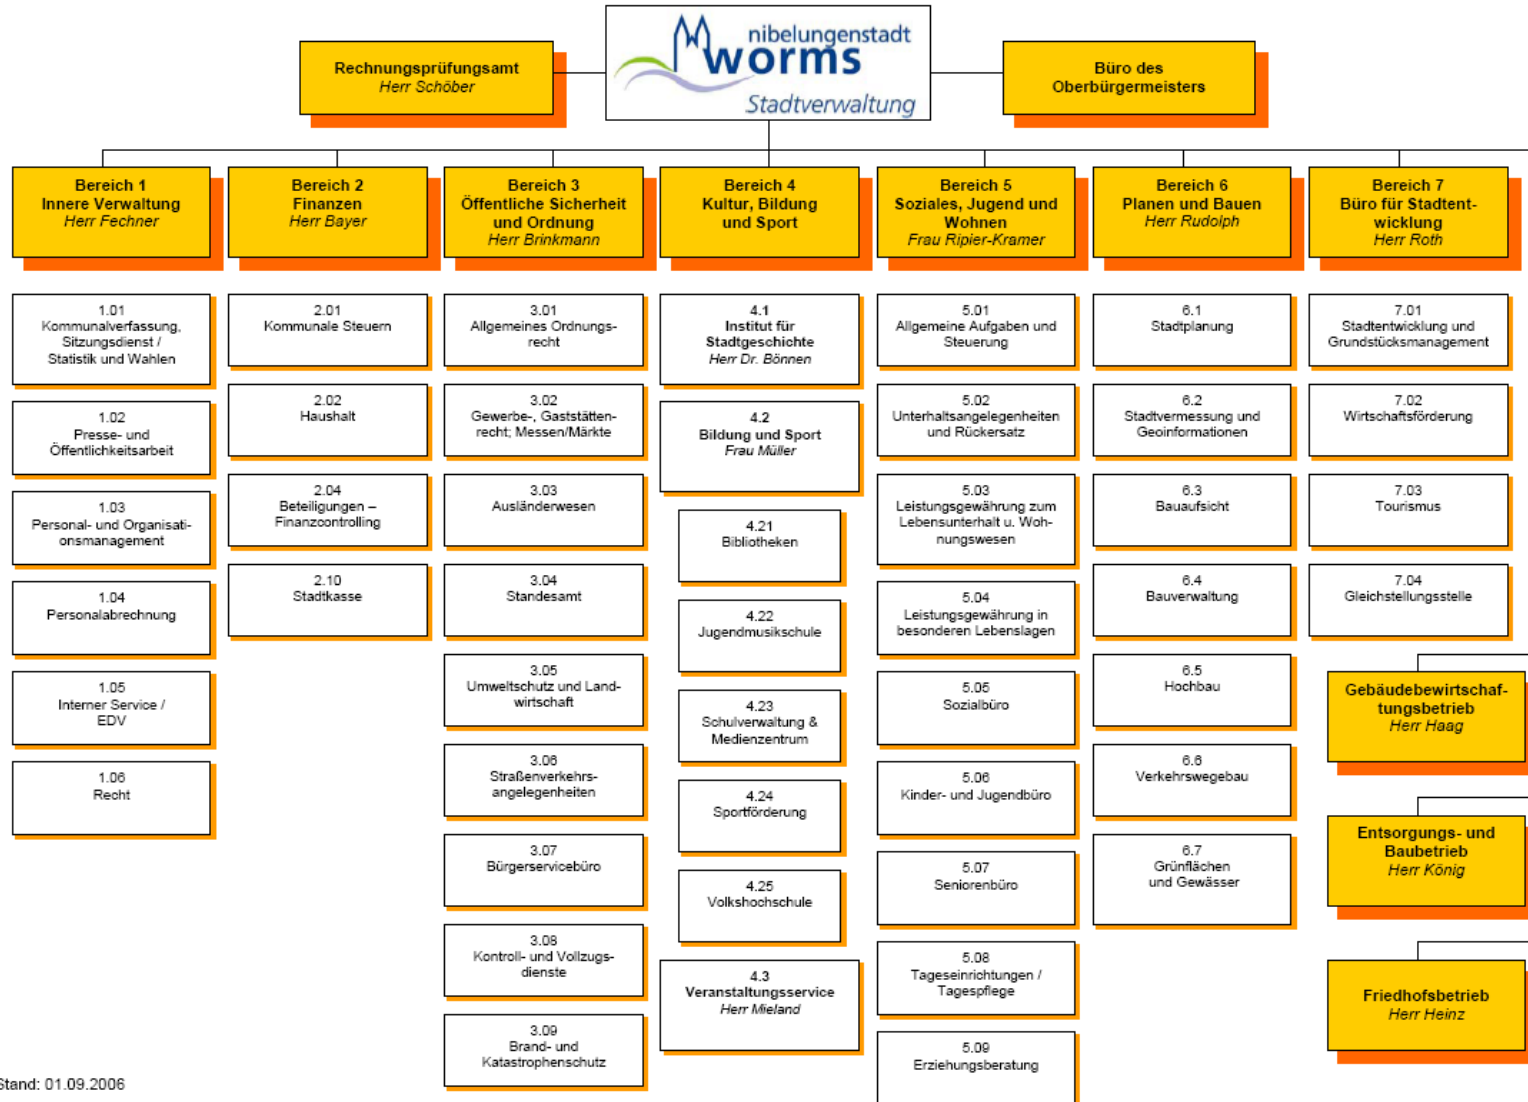 nibelungenstadt
worms
Stadtverwaltung
Rechnungsprüfungsamt
Herr Schöber
Büro des
Oberbürgermeisters
Bereich 1
Innere Verwaltung
Herr Fechner
Bereich 2
Finanzen
Herr Bayer
Bereich 3
Öffentliche Sicherheit
und Ordnung
Herr Brinkmann
Bereich 4
Kultur, Bildung
und Sport
Bereich 5
Soziales, Jugend und
Wohnen
Frau Ripier-Kramer
Bereich 6
Planen und Bauen
Herr Rudolph
Bereich 7
Büro für Stadtent-
wicklung
Herr Roth
1.01
Kommunalverfassung,
Sitzungsdienst /
Statistik und Wahlen
1.02
Presse- und
Öffentlichkeitsarbeit
1.03
Personal- und Organisati-
onsmanagement
1.04
Personalabrechnung
1.05
Interner Service /
EDV
1.06
Recht
2.01
Kommunale Steuern
2.02
Haushalt
2.04
Beteiligungen –
Finanzcontrolling
2.10
Stadtkasse
3.01
Allgemeines Ordnungs-
recht
3.02
Gewerbe-, Gaststätten-
recht; Messen/Märkte
3.03
Ausländerwesen
3.04
Standesamt
3.05
Umweltschutz und Land-
wirtschaft
3.06
Straßenverkehrs-
angelegenheiten
3.07
Bürgerservicebüro
3.08
Kontroll- und Vollzugs-
dienste
3.09
Brand- und
Katastrophenschutz
4.1
Institut für
Stadtgeschichte
Herr Dr. Bönnen
4.2
Bildung und Sport
Frau Müller
4.21
Bibliotheken
4.22
Jugendmusikschule
4.23
Schulverwaltung &
Medienzentrum
4.24
Sportförderung
4.25
Volkshochschule
4.3
Veranstaltungsservice
Herr Mieland
5.01
Allgemeine Aufgaben und
Steuerung
5.02
Unterhaltsangelegenheiten
und Rückersatz
5.03
Leistungsgewährung zum
Lebensunterhalt u. Woh-
nungswesen
5.04
Leistungsgewährung in
besonderen Lebenslagen
5.05
Sozialbüro
5.06
Kinder- und Jugendbüro
5.07
Seniorenbüro
5.08
Tageseinrichtungen /
Tagespflege
5.09
Erziehungsberatung
6.1
Stadtplanung
6.2
Stadtvermessung und
Geoinformationen
6.3
Bauaufsicht
6.4
Bauverwaltung
6.5
Hochbau
6.6
Verkehrswegebau
6.7
Grünflächen
und Gewässer
7.01
Stadtentwicklung und
Grundstücksmanagement
7.02
Wirtschaftsförderung
7.03
Tourismus
7.04
Gleichstellungsstelle
Gebäudebewirtschaf-
tungsbetrieb
Herr Haag
Entsorgungs- und
Baubetrieb
Herr König
Friedhofsbetrieb
Herr Heinz
Stand: 01.09.2006